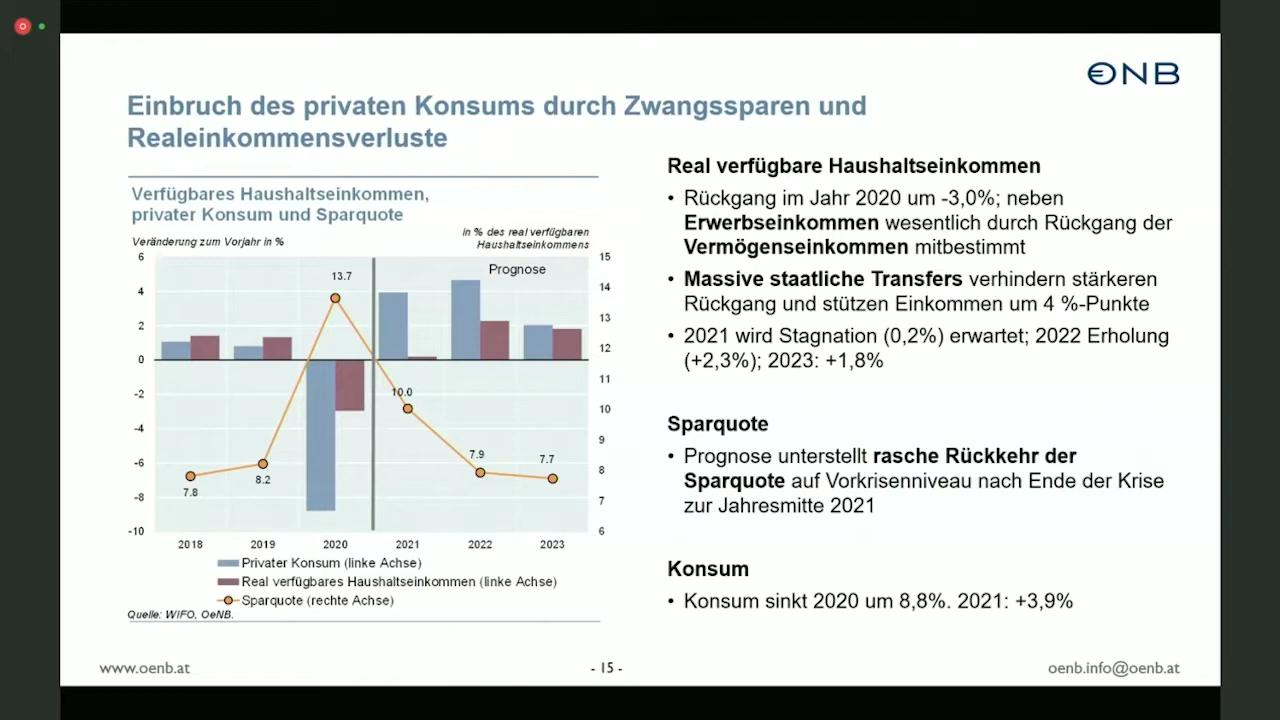 ONB
Einbruch des privaten Konsums durch Zwangssparen und
Realeinkommensverluste
Verfügbares Haushaltseinkommen,
privater Konsum und Sparquote
Veränderung zum Vorjahr in %
in % des real verfügbaren
Haushaltseinkommens
6
4
2
0
-2
-4
-6
-8
-10
15
14
13
12
11
10
9
8
7
6
Prognose
7.8
8.2
13.7
10.0
7.9
7.7
2018 2019 2020 2021 2022 2023
Privater Konsum (linke Achse)
Real verfügbares Haushaltseinkommen (linke Achse)
Sparquote (rechte Achse)
Quelle: WIFO, OeNB.
Real verfügbare Haushaltseinkommen
• Rückgang im Jahr 2020 um -3,0%; neben
Erwerbseinkommen wesentlich durch Rückgang der
Vermögenseinkommen mitbestimmt
• Massive staatliche Transfers verhindern stärkeren
Rückgang und stützen Einkommen um 4 %-Punkte
• 2021 wird Stagnation (0,2%) erwartet; 2022 Erholung
(+2,3%); 2023: +1,8%
Sparquote
• Prognose unterstellt rasche Rückkehr der
Sparquote auf Vorkrisenniveau nach Ende der Krise
zur Jahresmitte 2021
Konsum
• Konsum sinkt 2020 um 8,8%. 2021: +3,9%
www.oenb.at
- 15 -
oenb.info@oenb.at